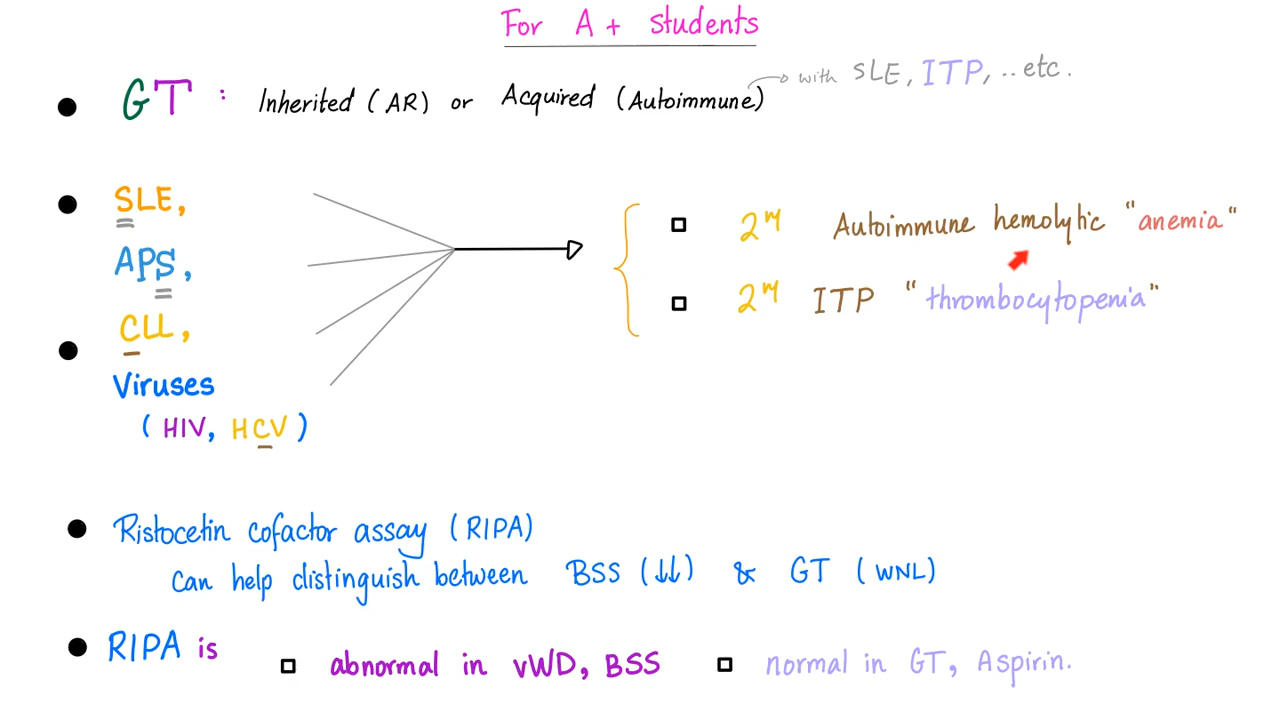 For A+ students
GT : Inherited (AR) or Acquired (Autoimmune) with SLE, ITP, ..etc.
SLE,
APS,
CLL,
Viruses
(HIV, HCV)
2ry Autoimmune hemolytic "anemia"
2ry ITP "thrombocytopenia"
Ristocetin cofactor assay (RIPA)
can help distinguish between BSS (↓↓) & GT (WNL)
RIPA is
abnormal in vWD, BSS
normal in GT, Aspirin.